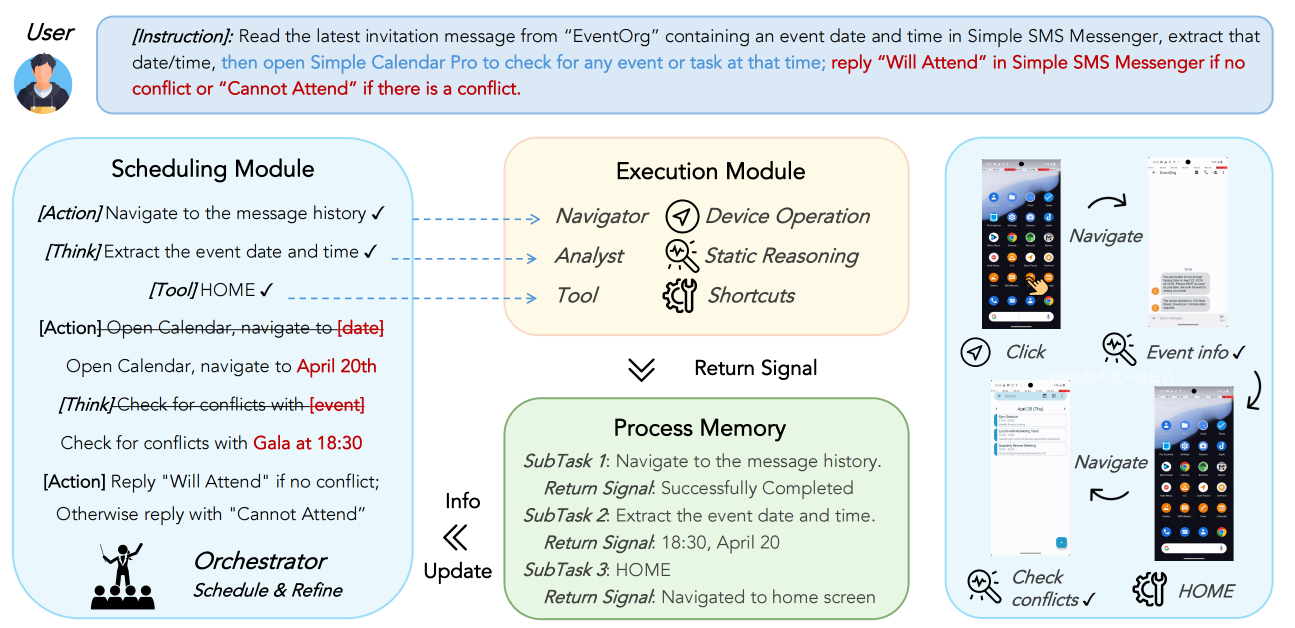 User
[Instruction]: Read the latest invitation message from “EventOrg” containing an event date and time in Simple SMS Messenger, extract that
date/time, then open Simple Calendar Pro to check for any event or task at that time; reply “Will Attend” in Simple SMS Messenger if no
conflict or “Cannot Attend” if there is a conflict.
Scheduling Module
[Action] Navigate to the message history ✓
[Think] Extract the event date and time ✓
[Tool] HOME ✓
[Action] Open Calendar, navigate to [date]
Open Calendar, navigate to April 20th
[Think] Check for conflicts with [event]
Check for conflicts with Gala at 18:30
[Action] Reply "Will Attend" if no conflict;
Otherwise reply with "Cannot Attend”
Orchestrator
Schedule & Refine
Execution Module
Navigator Device Operation
Analyst Static Reasoning
Tool Shortcuts
Return Signal
Info
Update
Process Memory
SubTask 1: Navigate to the message history.
Return Signal: Successfully Completed
SubTask 2: Extract the event date and time.
Return Signal: 18:30, April 20
SubTask 3: HOME
Return Signal: Navigated to home screen
Navigate
EventOrg
Click
Event info ✓
April 25 (Thu)
Navigate
Check
conflicts ✓
HOME